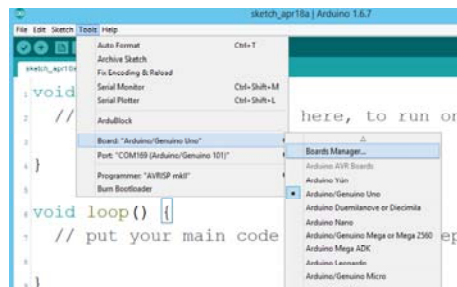 sketch_apr18a | Arduino 1.6.7
File Edit Sketch Tools Help
Auto Format Ctrl+T
Archive Sketch
Fix Encoding & Reload
Serial Monitor Ctrl+Shift+M
Serial Plotter Ctrl+Shift+L
ArduBlock
Board: "Arduino/Genuino Uno"
Port: "COM169 (Arduino/Genuino 101)"
Programmer: "AVRISP mkII"
Burn Bootloader
Boards Manager...
Arduino AVR Boards
Arduino Yún
Arduino/Genuino Uno
Arduino Duemilanove or Diecimila
Arduino Nano
Arduino/Genuino Mega or Mega 2560
Arduino Mega ADK
Arduino Leonardo
Arduino/Genuino Micro
void
// here, to run on
}
void loop() {
// put your main code ep
}